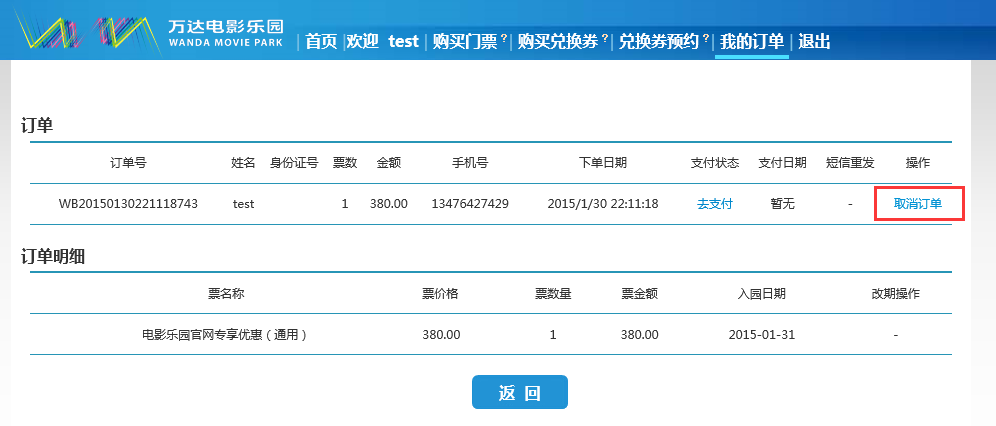 万达电影乐园
WANDA MOVIE PARK
首页 欢迎 test 购买门票? 购买兑换券? 兑换券预约? 我的订单 退出
订单
订单号 姓名 身份证号 票数 金额 手机号 下单日期 支付状态 支付日期 短信重发 操作
WB20150130221118743 test 1 380.00 13476427429 2015/1/30 22:11:18 去支付 暂无 - 取消订单
订单明细
票名称 票价格 票数量 票金额 入园日期 改期操作
电影乐园官网专享优惠（通用） 380.00 1 380.00 2015-01-31 -
返 回